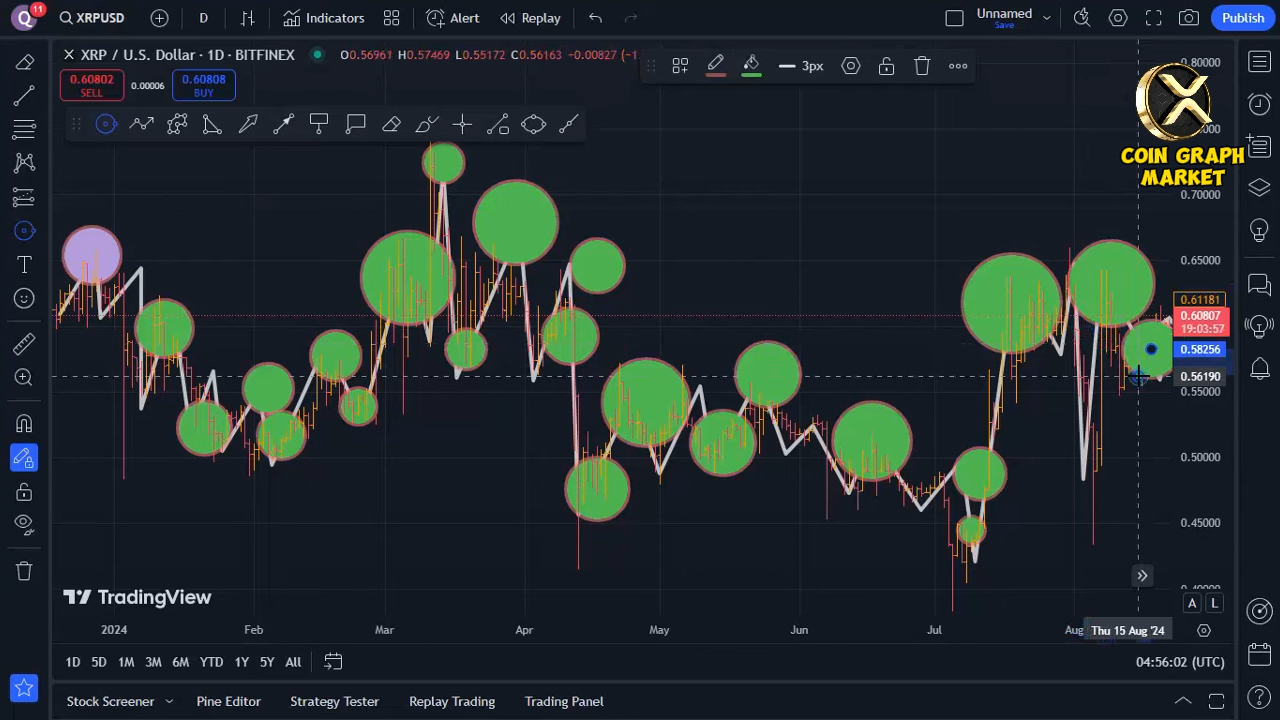 Q
11
XRPUSD
D
Indicators
Alert
Replay
Unnamed
Save
Publish
XRP / U.S. Dollar · 1D · BITFINEX
O0.56961 H0.57469 L0.55172 C0.56163 -0.00827 (-1
3px
0.60802
SELL
0.00006
0.60808
BUY
COIN GRAPH
MARKET
0.80000
0.70000
0.65000
0.61181
0.60807
19:03:57
0.58256
0.56190
0.55000
0.50000
0.45000
A L
TradingView
2024
Feb
Mar
Apr
May
Jun
Jul
Aug
Thu 15 Aug '24
1D 5D 1M 3M 6M YTD 1Y 5Y All
04:56:02 (UTC)
Stock Screener
Pine Editor
Strategy Tester
Replay Trading
Trading Panel